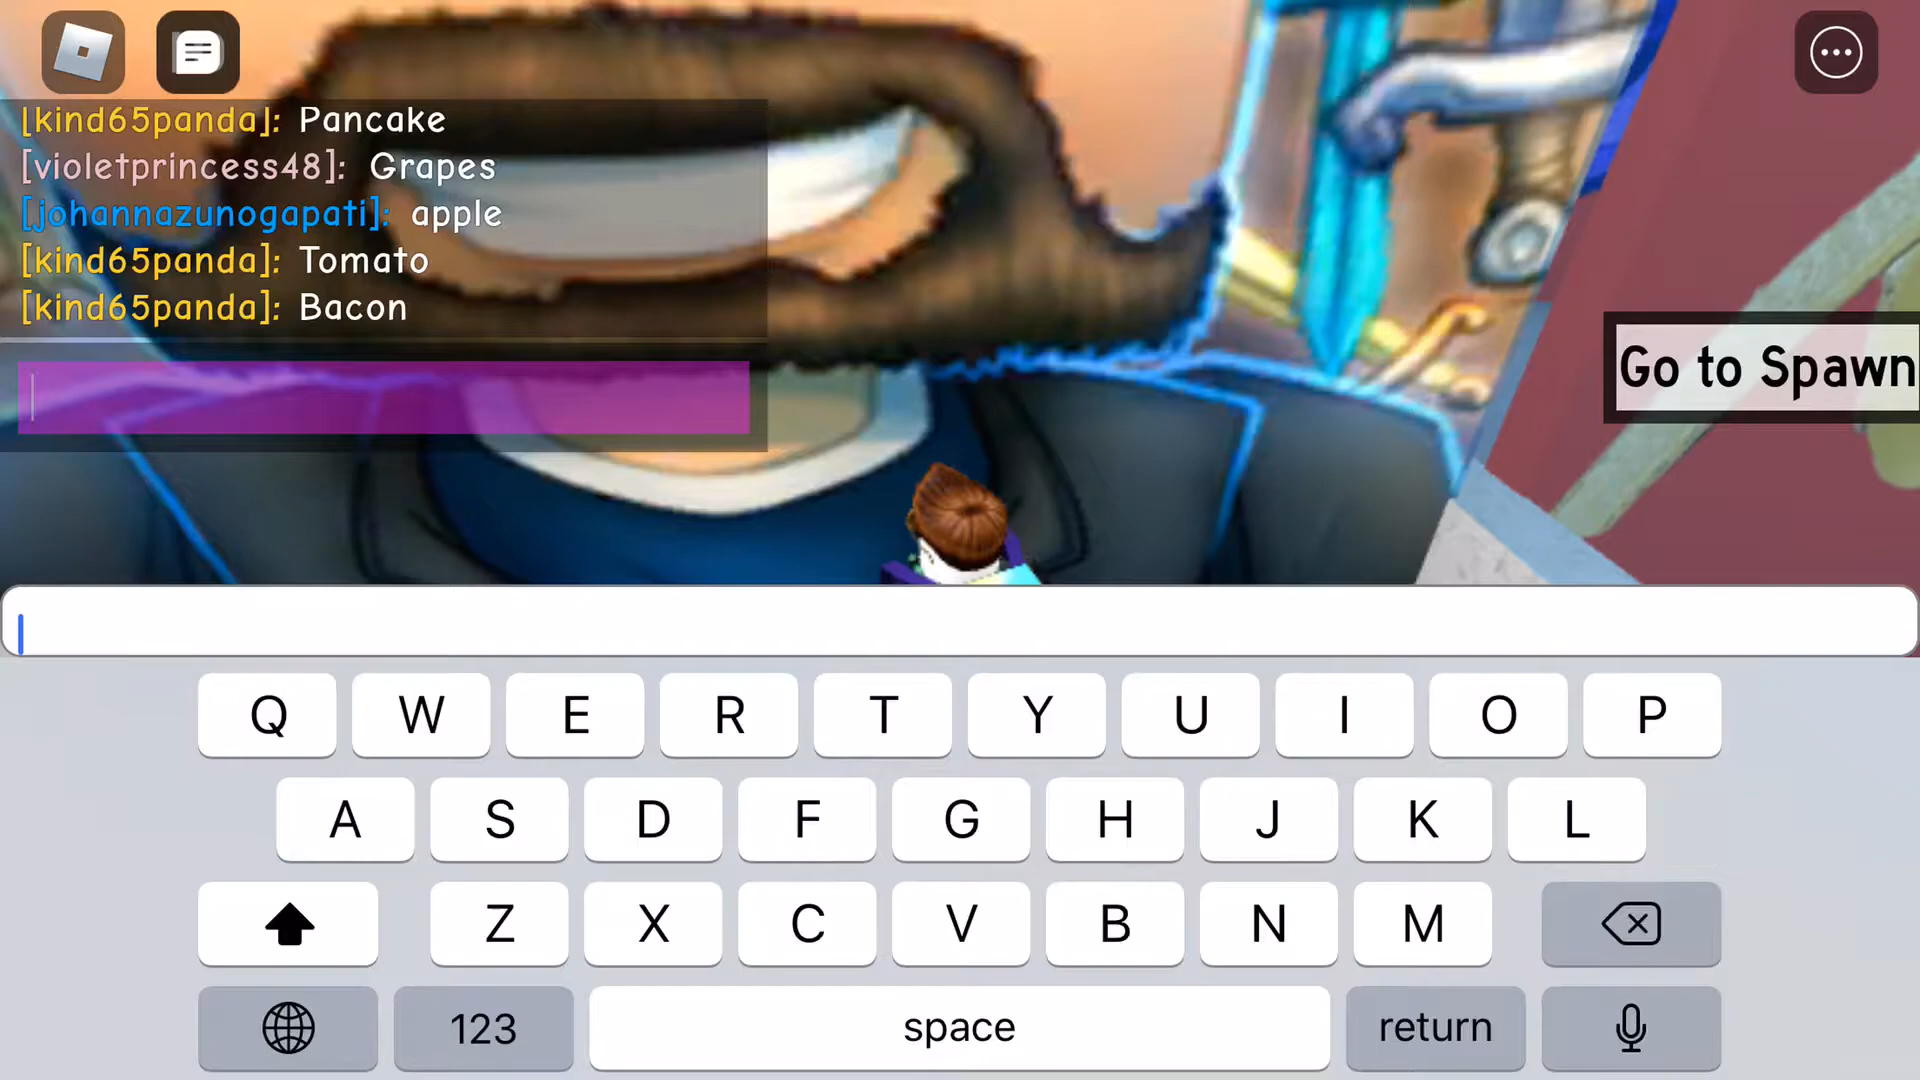 [kind65panda]: Pancake
[violetprincess48]: Grapes
[johannazunogapati]: apple
[kind65panda]: Tomato
[kind65panda]: Bacon
Go to Spawn
Q W E R T Y U I O P
A S D F G H J K L
Z X C V B N M
123 space return